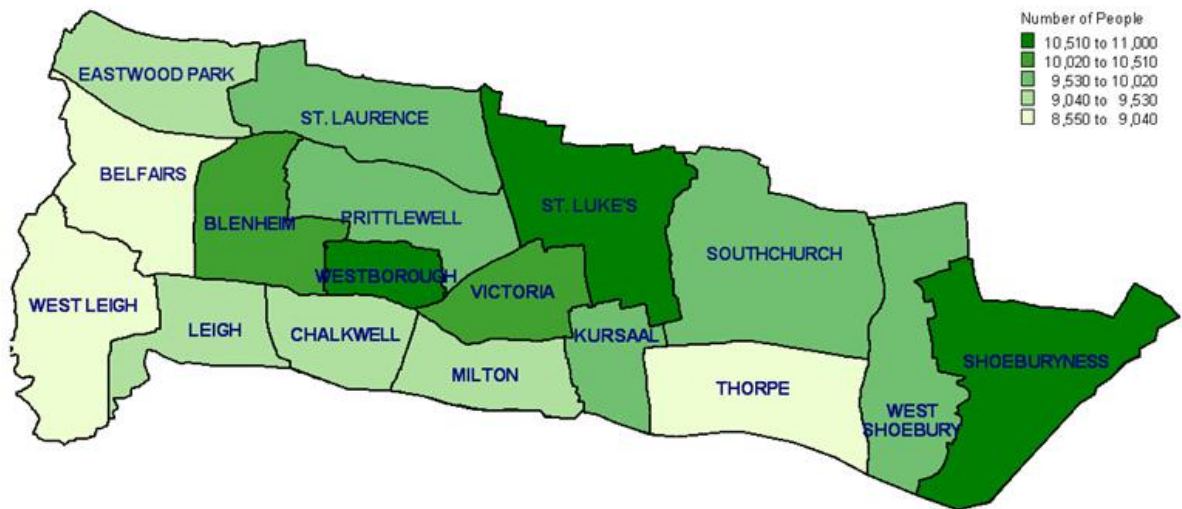 Number of People
10,510 to 11,000
10,020 to 10,510
9,530 to 10,020
9,040 to 9,530
8,550 to 9,040
EASTWOOD PARK
ST. LAURENCE
BELFAIRS
BLENHEIM
PRITTLEWELL
ST. LUKE'S
SOUTHCHURCH
WESTBOROUGH
VICTORIA
WEST LEIGH
LEIGH
CHALKWELL
KURSAAL
MILTON
THORPE
SHOEBURYNESS
WEST
SHOEBURY